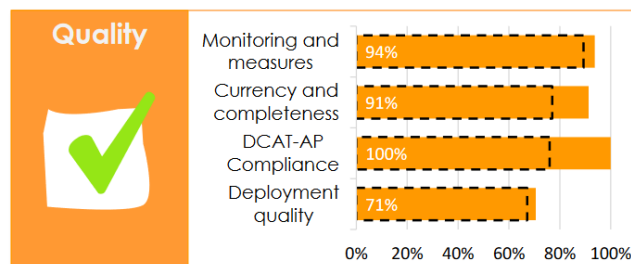 Quality
Monitoring and
measures
94%
Currency and
completeness
91%
DCAT-AP
Compliance
100%
Deployment
quality
71%
0% 20% 40% 60% 80% 100%